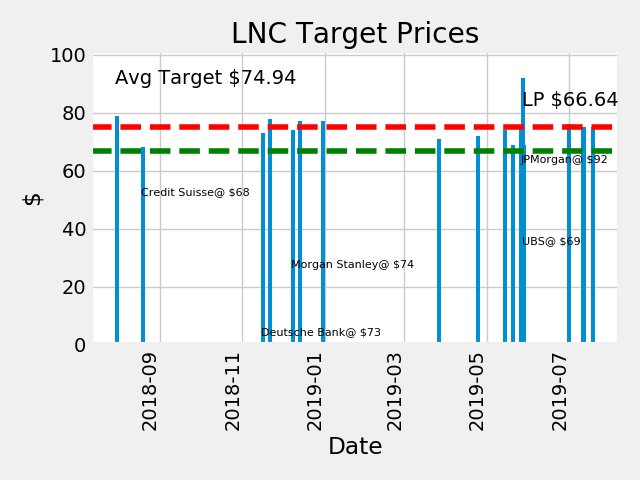 LNC Target Prices
100
Avg Target $74.94
LP $66.64
80
JPMorgan@ $92
60
Credit Suisse@ $68
$
40
UBS@ $69
Morgan Stanley@ $74
20
Deutsche Bank@ $73
0
2018-09
2018-11
2019-01
2019-03
2019-05
2019-07
Date